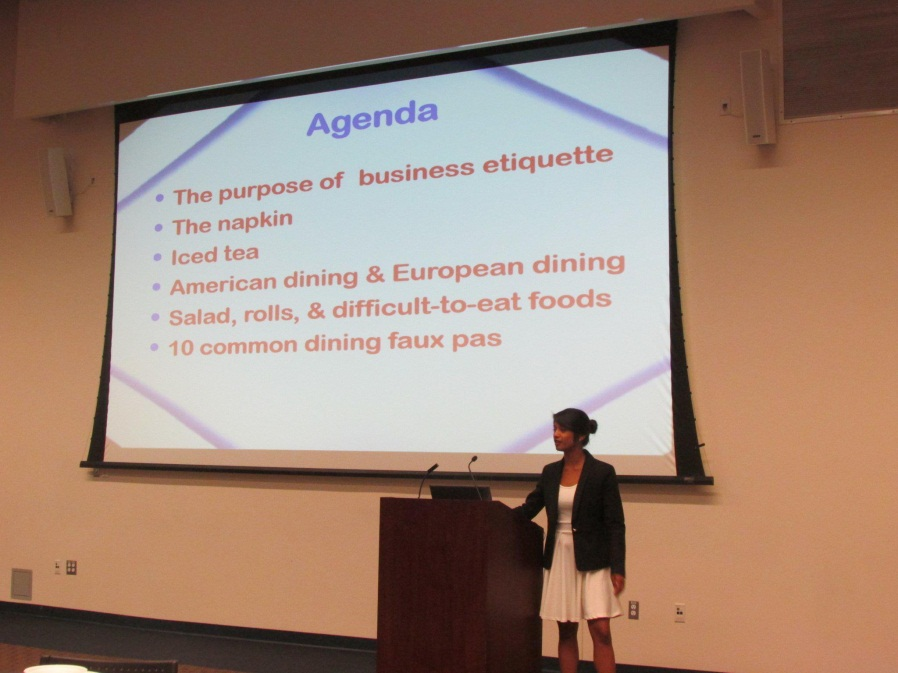 Agenda
• The purpose of business etiquette
• The napkin
• Iced tea
• American dining & European dining
• Salad, rolls, & difficult-to-eat foods
• 10 common dining faux pas